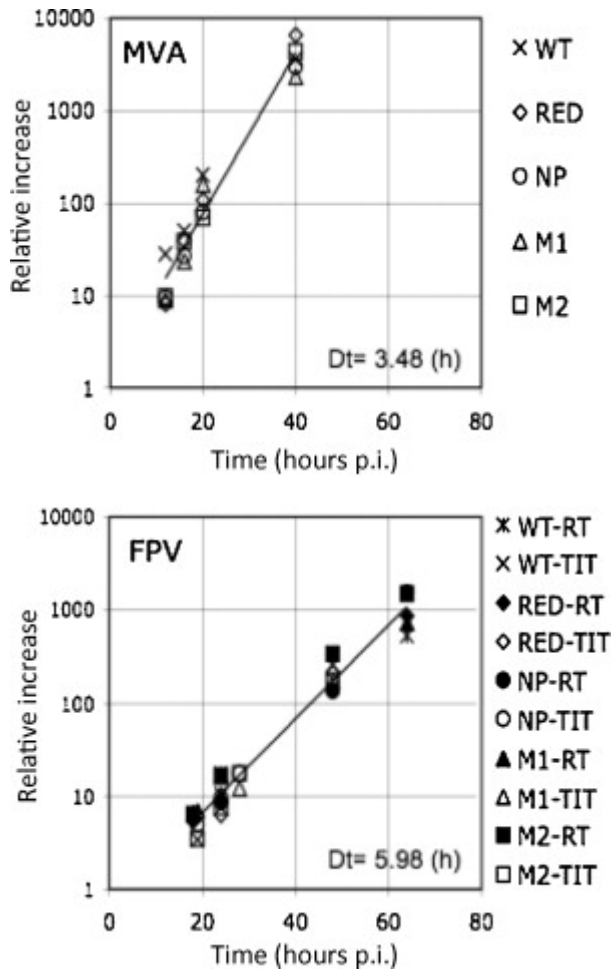 10000
MVA
1000
100
10
1
Relative increase
Dt= 3.48 (h)
0 20 40 60 80
Time (hours p.i.)
WT
RED
NP
M1
M2
10000
FPV
1000
100
10
1
Relative increase
Dt= 5.98 (h)
0 20 40 60 80
Time (hours p.i.)
WT-RT
WT-TIT
RED-RT
RED-TIT
NP-RT
NP-TIT
M1-RT
M1-TIT
M2-RT
M2-TIT